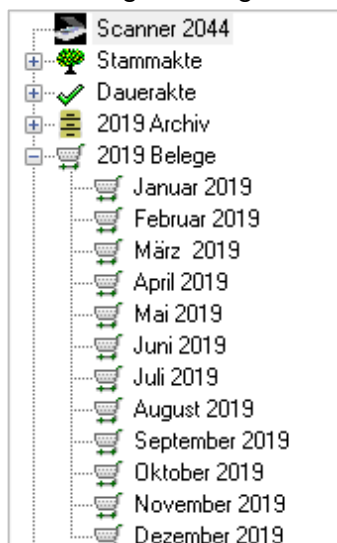 Scanner 2044
Stammakte
Dauerakte
2019 Archiv
2019 Belege
Januar 2019
Februar 2019
März 2019
April 2019
Mai 2019
Juni 2019
Juli 2019
August 2019
September 2019
Oktober 2019
November 2019
Dezember 2019